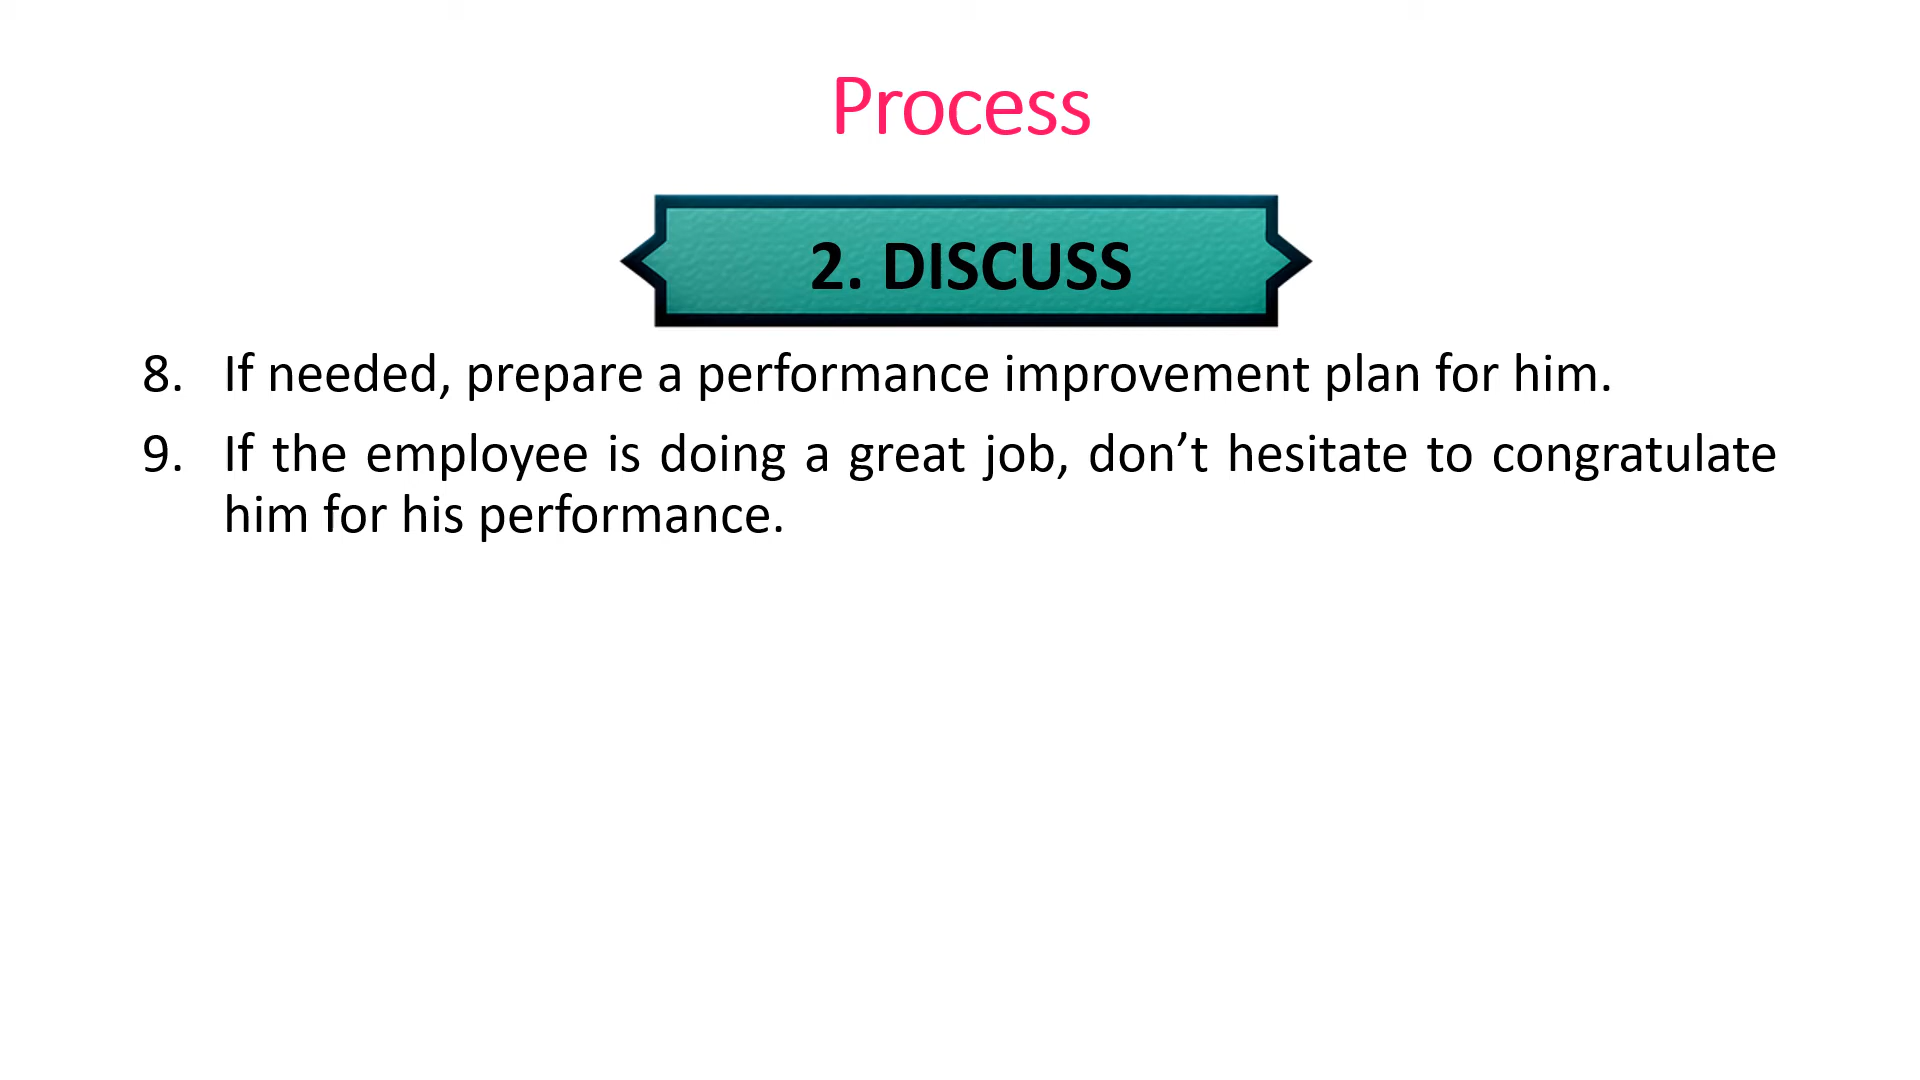 Process
2. DISCUSS
8. If needed, prepare a performance improvement plan for him.
9. If the employee is doing a great job, don’t hesitate to congratulate
him for his performance.